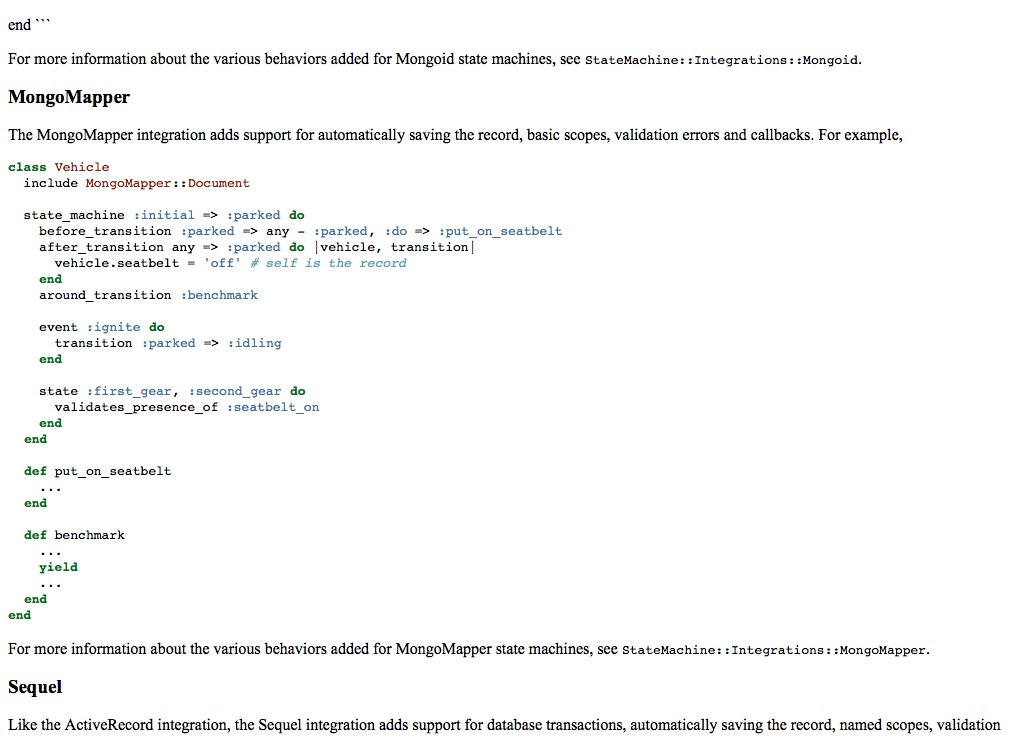 end ```
For more information about the various behaviors added for Mongoid state machines, see StateMachine::Integrations::Mongoid.
MongoMapper
The MongoMapper integration adds support for automatically saving the record, basic scopes, validation errors and callbacks. For example,
class Vehicle
  include MongoMapper::Document
  state_machine :initial => :parked do
    before_transition :parked => any - :parked, :do => :put_on_seatbelt
    after_transition any => :parked do |vehicle, transition|
      vehicle.seatbelt = 'off' # self is the record
    end
    around_transition :benchmark
    event :ignite do
      transition :parked => :idling
    end
    state :first_gear, :second_gear do
      validates_presence_of :seatbelt_on
    end
  end
  def put_on_seatbelt
    ...
  end
  def benchmark
    ...
    yield
    ...
  end
end
For more information about the various behaviors added for MongoMapper state machines, see StateMachine::Integrations::MongoMapper.
Sequel
Like the ActiveRecord integration, the Sequel integration adds support for database transactions, automatically saving the record, named scopes, validation